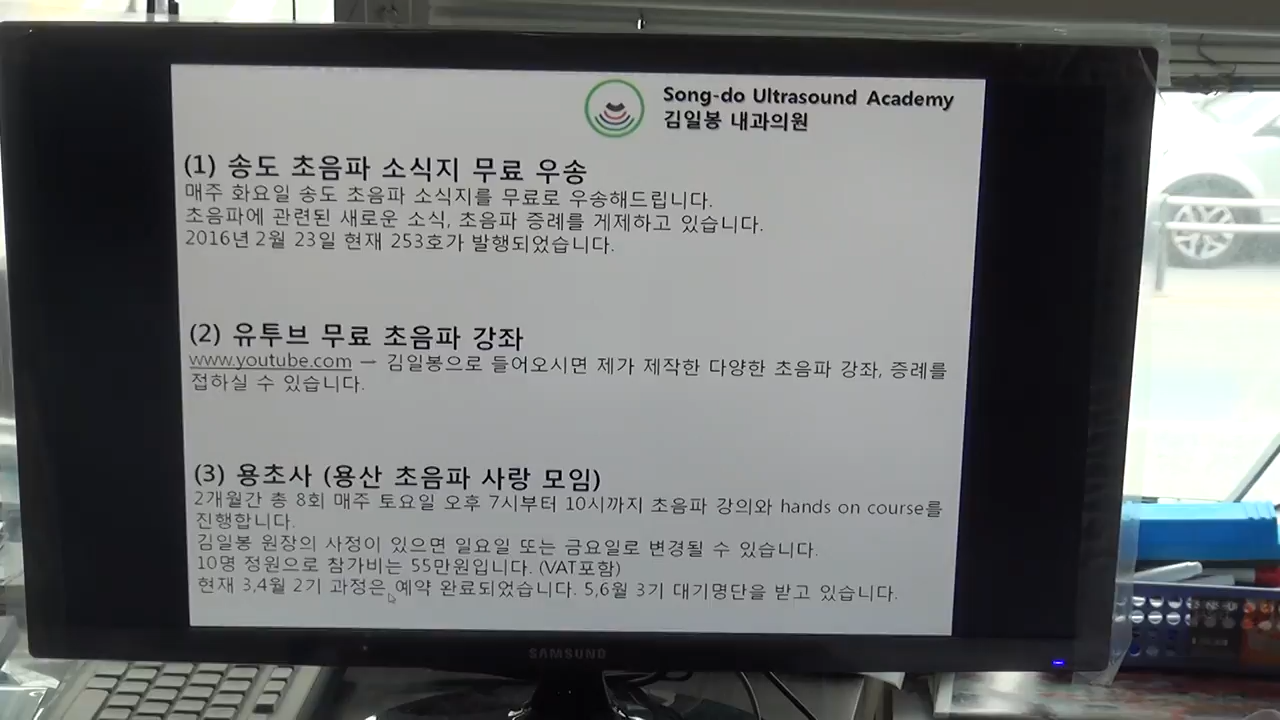 Song-do Ultrasound Academy
김일봉 내과의원
(1) 송도 초음파 소식지 무료 우송
매주 화요일 송도 초음파 소식지를 무료로 우송해드립니다.
초음파에 관련된 새로운 소식, 초음파 증례를 게제하고 있습니다.
2016년 2월 23일 현재 253호가 발행되었습니다.
(2) 유투브 무료 초음파 강좌
www.youtube.com → 김일봉으로 들어오시면 제가 제작한 다양한 초음파 강좌, 증례를
접하실 수 있습니다.
(3) 용초사 (용산 초음파 사랑 모임)
2개월간 총 8회 매주 토요일 오후 7시부터 10시까지 초음파 강의와 hands on course를
진행합니다.
김일봉 원장의 사정이 있으면 일요일 또는 금요일로 변경될 수 있습니다.
10명 정원으로 참가비는 55만원입니다. (VAT포함)
현재 3,4월 2기 과정은 예약 완료되었습니다. 5,6월 3기 대기명단을 받고 있습니다.
SAMSUNG